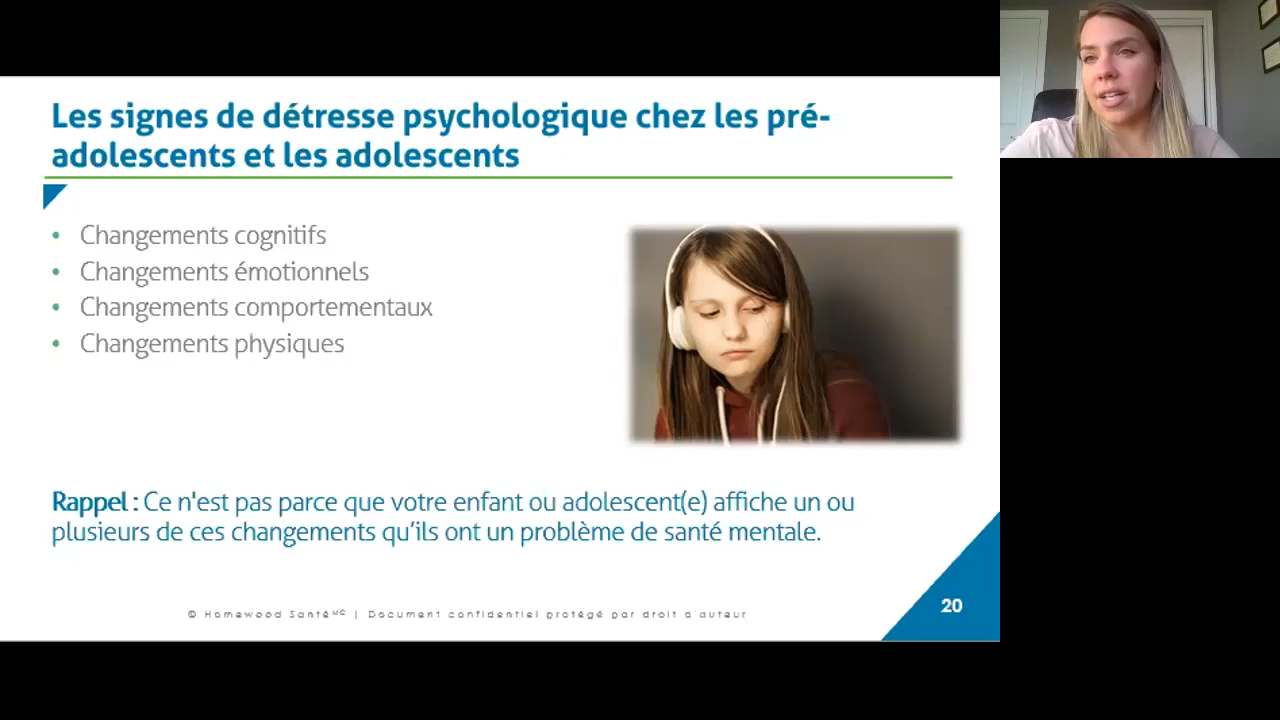 Les signes de détresse psychologique chez les pré-
adolescents et les adolescents
• Changements cognitifs
• Changements émotionnels
• Changements comportementaux
• Changements physiques
Rappel : Ce n'est pas parce que votre enfant ou adolescent(e) affiche un ou
plusieurs de ces changements qu’ils ont un problème de santé mentale.
© Homewood Santé MC | Document confidentiel protégé par droit d'auteur
20